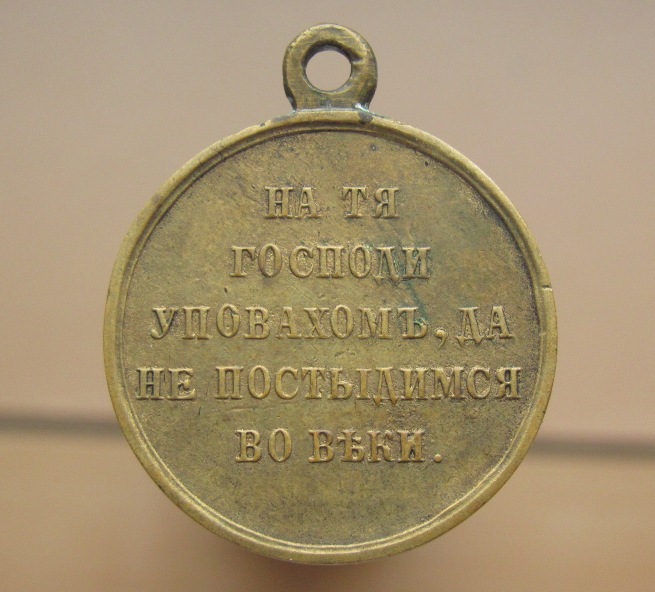 НА ТЯ
ГОСПОДИ
УПОВАХОМЪ, ДА
НЕ ПОСТЫДИМСЯ
ВО ВѢКИ.